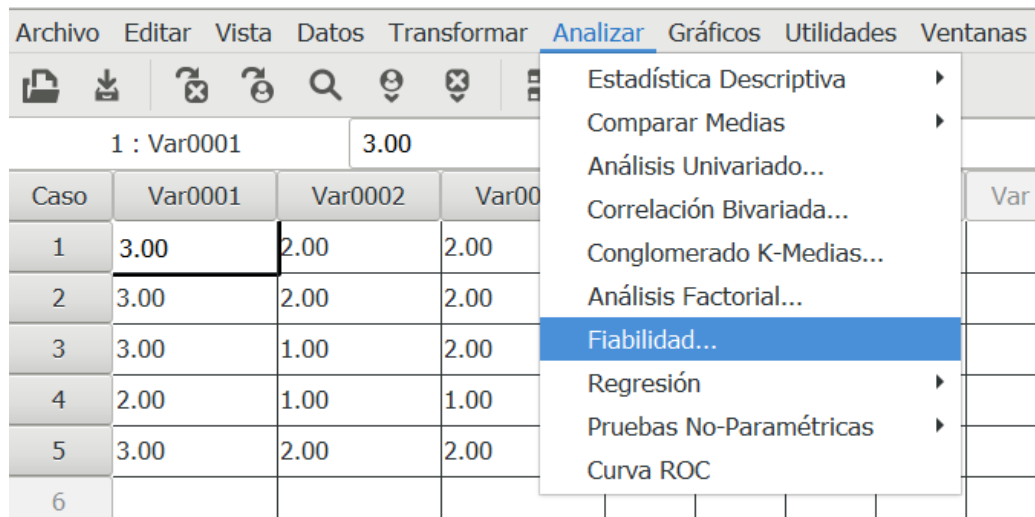 Archivo Editar Vista Datos Transformar Analizar Gráficos Utilidades Ventanas
1 : Var0001 3.00
Caso Var0001 Var0002 Var00 Var
1 3.00 2.00 2.00
2 3.00 2.00 2.00
3 3.00 1.00 2.00
4 2.00 1.00 1.00
5 3.00 2.00 2.00
6
Estadística Descriptiva
Comparar Medias
Análisis Univariado...
Correlación Bivariada...
Conglomerado K-Medias...
Análisis Factorial...
Fiabilidad...
Regresión
Pruebas No-Paramétricas
Curva ROC